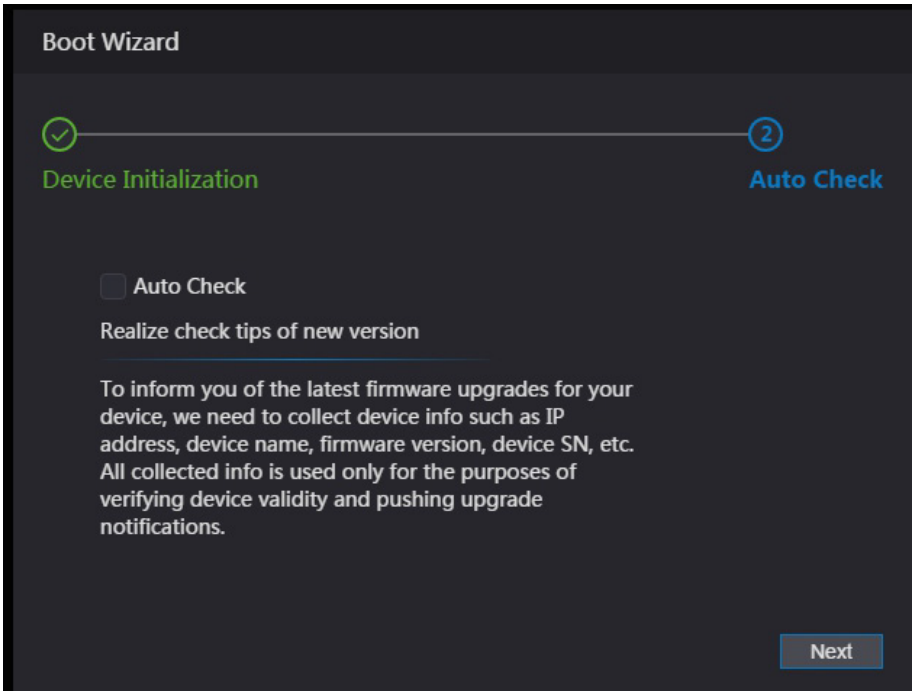 Boot Wizard
2
Device Initialization
Auto Check
Auto Check
Realize check tips of new version
To inform you of the latest firmware upgrades for your
device, we need to collect device info such as IP
address, device name, firmware version, device SN, etc.
All collected info is used only for the purposes of
verifying device validity and pushing upgrade
notifications.
Next